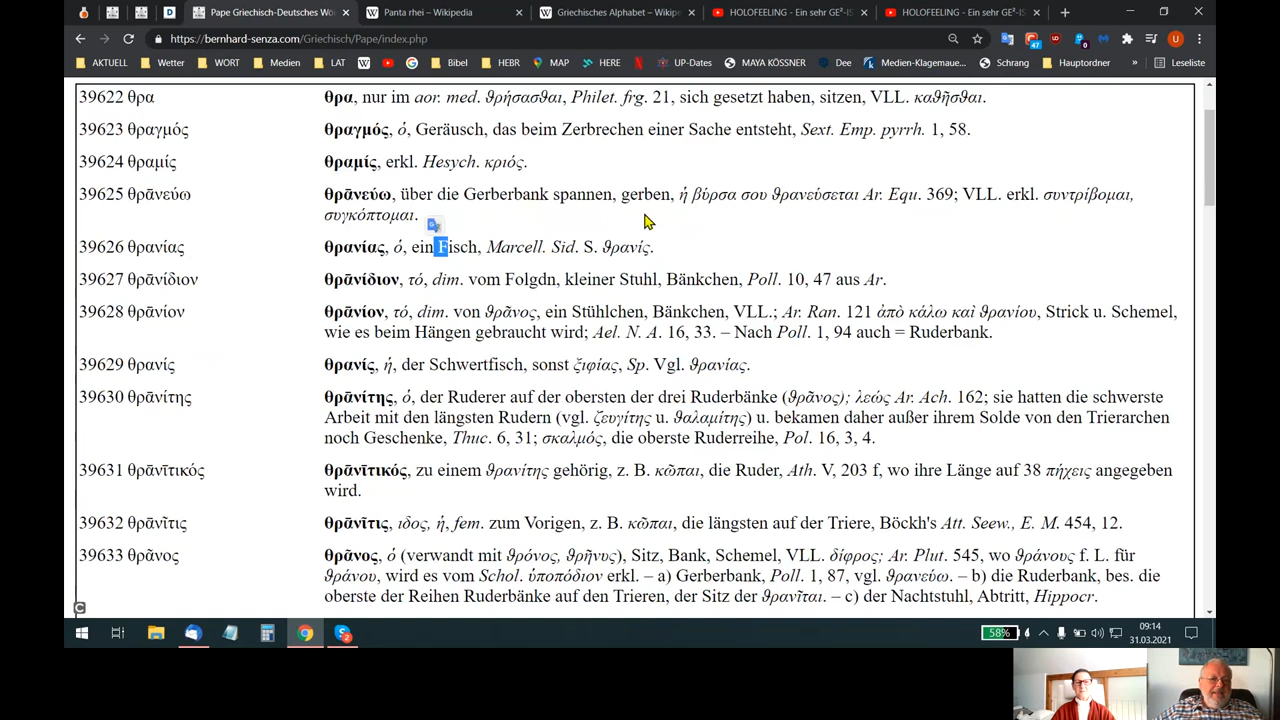 Pape Griechisch-Deutsches Wö
Panta rhei – Wikipedia
Griechisches Alphabet – Wikipe
HOLOFEELING - Ein sehr GE²-IS
HOLOFEELING - Ein sehr GE²-IS
https://bernhard-senza.com/Griechisch/Pape/index.php
AKTUELL Wetter WORT Medien LAT Bibel HEBR MAP HERE UP-Dates MAYA KÖSSNER Dee Medien-Klagemaue... Schrang Hauptordner Leseliste
39622 θρα θρα, nur im aor. med. ϑρήσασϑαι, Philet. frg. 21, sich gesetzt haben, sitzen, VLL. καϑῆσϑαι.
39623 θραγμός θραγμός, ὁ, Geräusch, das beim Zerbrechen einer Sache entsteht, Sext. Emp. pyrrh. 1, 58.
39624 θραμίς θραμίς, erkl. Hesych. κριός.
39625 θρᾱνεύω θρᾱνεύω, über die Gerberbank spannen, gerben, ἡ βύρσα σου ϑρανεύσεται Ar. Equ. 369; VLL. erkl. συντρίβομαι,
συγκόπτομαι.
39626 θρανίας θρανίας, ὁ, ein Fisch, Marcell. Sid. S. ϑρανίς.
39627 θρᾱνίδιον θρᾱνίδιον, τό, dim. vom Folgdn, kleiner Stuhl, Bänkchen, Poll. 10, 47 aus Ar.
39628 θρᾱνίον θρᾱνίον, τό, dim. von ϑρᾶνος, ein Stühlchen, Bänkchen, VLL.; Ar. Ran. 121 ἀπὸ κάλω καὶ ϑρανίου, Strick u. Schemel,
wie es beim Hängen gebraucht wird; Ael. N. A. 16, 33. – Nach Poll. 1, 94 auch = Ruderbank.
39629 θρανίς θρανίς, ἡ, der Schwertfisch, sonst ξιφίας, Sp. Vgl. ϑρανίας.
39630 θρᾱνίτης θρᾱνίτης, ὁ, der Ruderer auf der obersten der drei Ruderbänke (ϑρᾶνος); λεώς Ar. Ach. 162; sie hatten die schwerste
Arbeit mit den längsten Rudern (vgl. ζευγίτης u. ϑαλαμίτης) u. bekamen daher außer ihrem Solde von den Trierarchen
noch Geschenke, Thuc. 6, 31; σκαλμός, die oberste Ruderreihe, Pol. 16, 3, 4.
39631 θρᾱνῑτικός θρᾱνῑτικός, zu einem ϑρανίτης gehörig, z. B. κῶπαι, die Ruder, Ath. V, 203 f, wo ihre Länge auf 38 πήχεις angegeben
wird.
39632 θρᾱνῖτις θρᾱνῖτις, ιδος, ἡ, fem. zum Vorigen, z. B. κῶπαι, die längsten auf der Triere, Böckh's Att. Seew., E. M. 454, 12.
39633 θρᾶνος θρᾶνος, ὁ (verwandt mit ϑρόνος, ϑρῆνυς), Sitz, Bank, Schemel, VLL. δίφρος; Ar. Plut. 545, wo ϑράνους f. L. für
ϑράνου, wird es vom Schol. ὑποπόδιον erkl. – a) Gerberbank, Poll. 1, 87, vgl. ϑρανεύω. – b) die Ruderbank, bes. die
oberste der Reihen Ruderbänke auf den Trieren, der Sitz der ϑρανῖται. – c) der Nachtstuhl, Abtritt, Hippocr.
58%
09:14
31.03.2021